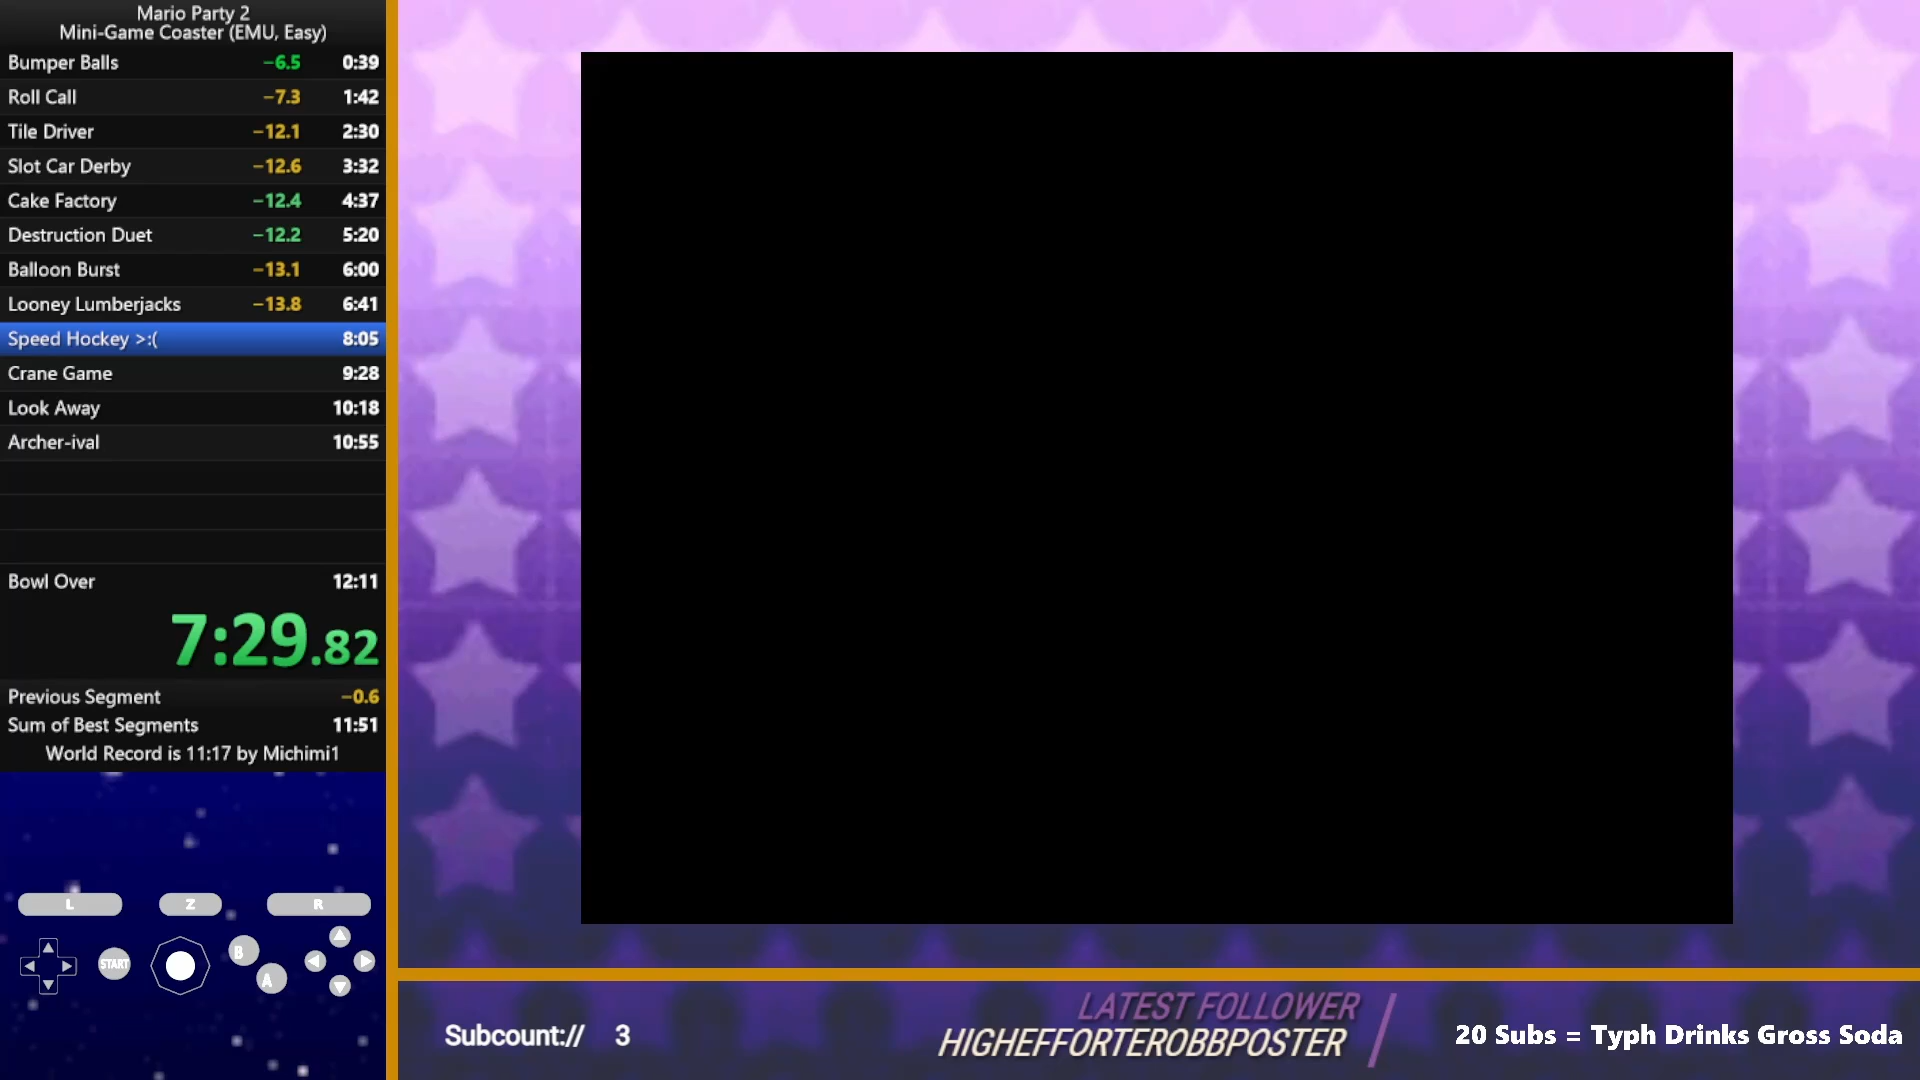 Mario Party 2
Mini-Game Coaster (EMU, Easy)
Bumper Balls −6.5 0:39
Roll Call −7.3 1:42
Tile Driver −12.1 2:30
Slot Car Derby −12.6 3:32
Cake Factory −12.4 4:37
Destruction Duet −12.2 5:20
Balloon Burst −13.1 6:00
Looney Lumberjacks −13.8 6:41
Speed Hockey >:( 8:05
Crane Game 9:28
Look Away 10:18
Archer-ival 10:55
Bowl Over 12:11
7:29.82
Previous Segment −0.6
Sum of Best Segments 11:51
World Record is 11:17 by Michimi1
L Z R
START B A
Subcount:// 3
LATEST FOLLOWER
HIGHEFFORTEROBBPOSTER
20 Subs = Typh Drinks Gross Soda